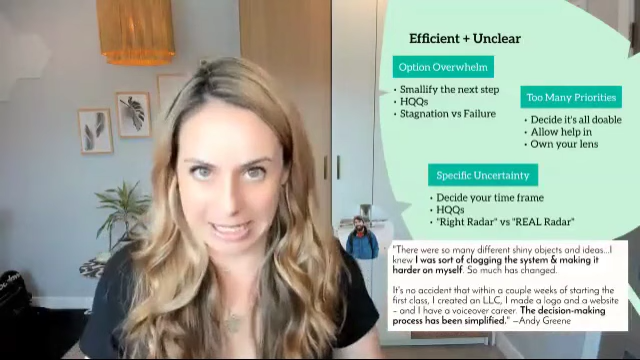 Efficient + Unclear
Option Overwhelm
• Smallify the next step
• HQQs
• Stagnation vs Failure
Too Many Priorities
• Decide it's all doable
• Allow help in
• Own your lens
Specific Uncertainty
• Decide your time frame
• HQQs
• "Right Radar" vs "REAL Radar"
"There were so many different shiny objects and ideas...I
knew I was sort of clogging the system & making it
harder on myself. So much has changed.
It's no accident that within a couple weeks of starting the
first class, I created an LLC, I made a logo and a website
– and I have a voiceover career. The decision-making
process has been simplified." –Andy Greene